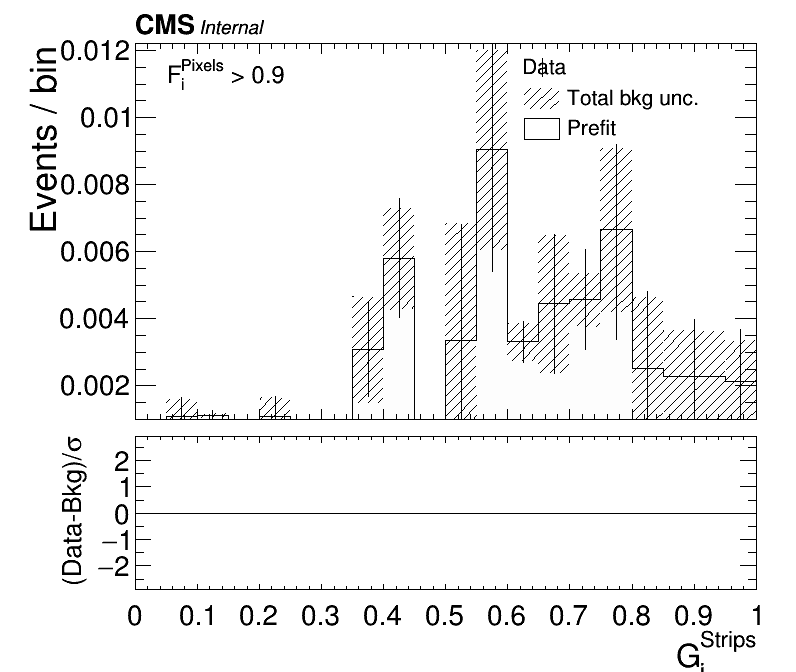 CMS Internal
Events / bin
0.012
0.01
0.008
0.006
0.004
0.002
F_i^Pixels > 0.9
Data
Total bkg unc.
Prefit
(Data-Bkg)/σ
2
1
0
−1
−2
0 0.1 0.2 0.3 0.4 0.5 0.6 0.7 0.8 0.9 1
G_i^Strips